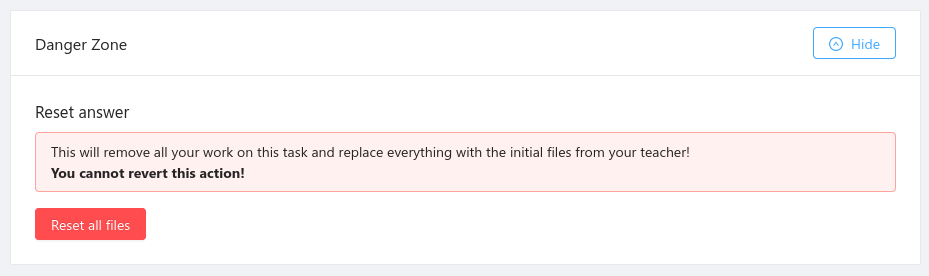 Danger Zone
Hide
Reset answer
This will remove all your work on this task and replace everything with the initial files from your teacher!
You cannot revert this action!
Reset all files